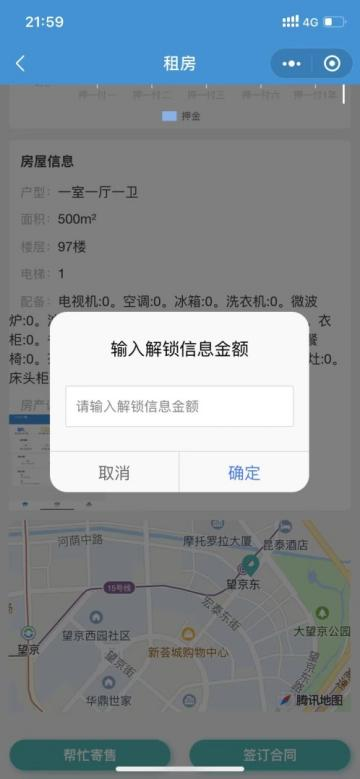 21:59
4G
租房
押一付一 押一付二 押一付三 押一付六 押一付1年
押金
房屋信息
户型: 一室一厅一卫
面积: 500m²
楼层: 97楼
电梯: 1
配备: 电视机:0。空调:0。冰箱:0。洗衣机:0。微波
炉:0。 衣
柜:0。
椅:0。 灶:0。
床头柜
房产
输入解锁信息金额
请输入解锁信息金额
取消
确定
河荫中路
摩托罗拉大厦
昆泰酒店
15号线
望京东
宏泰东街
望京西园社区
大望京公园
望京
新荟城购物中心
望京街
华鼎世家
腾讯地图
帮忙寄售
签订合同